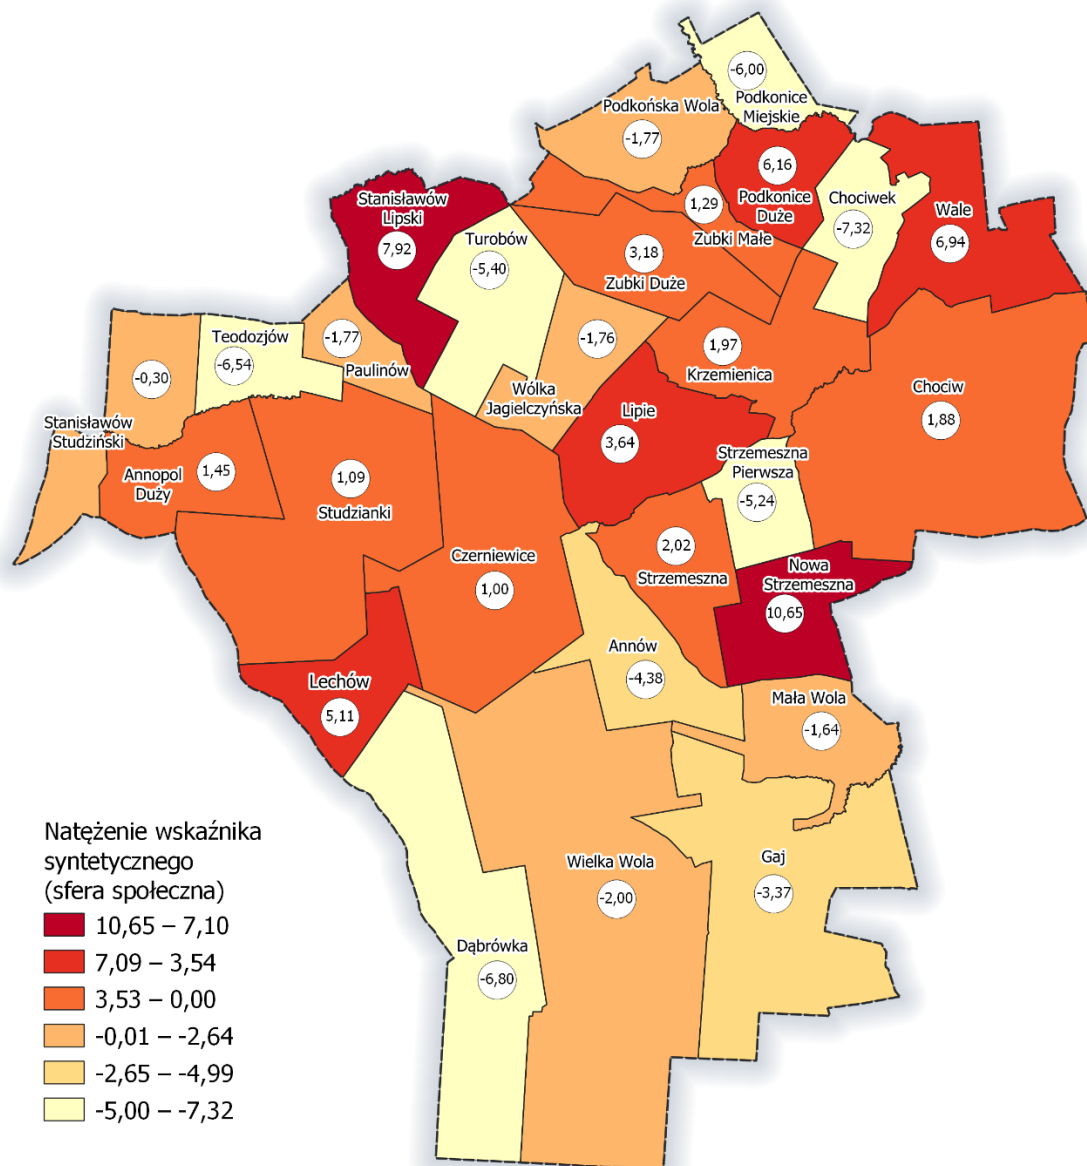 -6,00
Podkonice
Miejskie
Podkońska Wola
-1,77
6,16
Podkonice
Duże
Chociwek
-7,32
Wale
6,94
Stanisławów
Lipski
7,92
1,29
Zubki Małe
Turobów
-5,40
3,18
Zubki Duże
Teodozjów
-6,54
-1,77
Paulinów
-1,76
Wólka
Jagielczyńska
1,97
Krzemienica
-0,30
Stanisławów
Studziński
Chociw
1,88
Lipie
3,64
Strzemeszna
Pierwsza
-5,24
Annopol
Duży
1,45
1,09
Studzianki
Czerniewice
1,00
2,02
Strzemeszna
Nowa
Strzemeszna
10,65
Annów
-4,38
Lechów
5,11
Mała Wola
-1,64
Wielka Wola
-2,00
Gaj
-3,37
Dąbrówka
-6,80
Natężenie wskaźnika
syntetycznego
(sfera społeczna)
10,65 – 7,10
7,09 – 3,54
3,53 – 0,00
-0,01 – -2,64
-2,65 – -4,99
-5,00 – -7,32